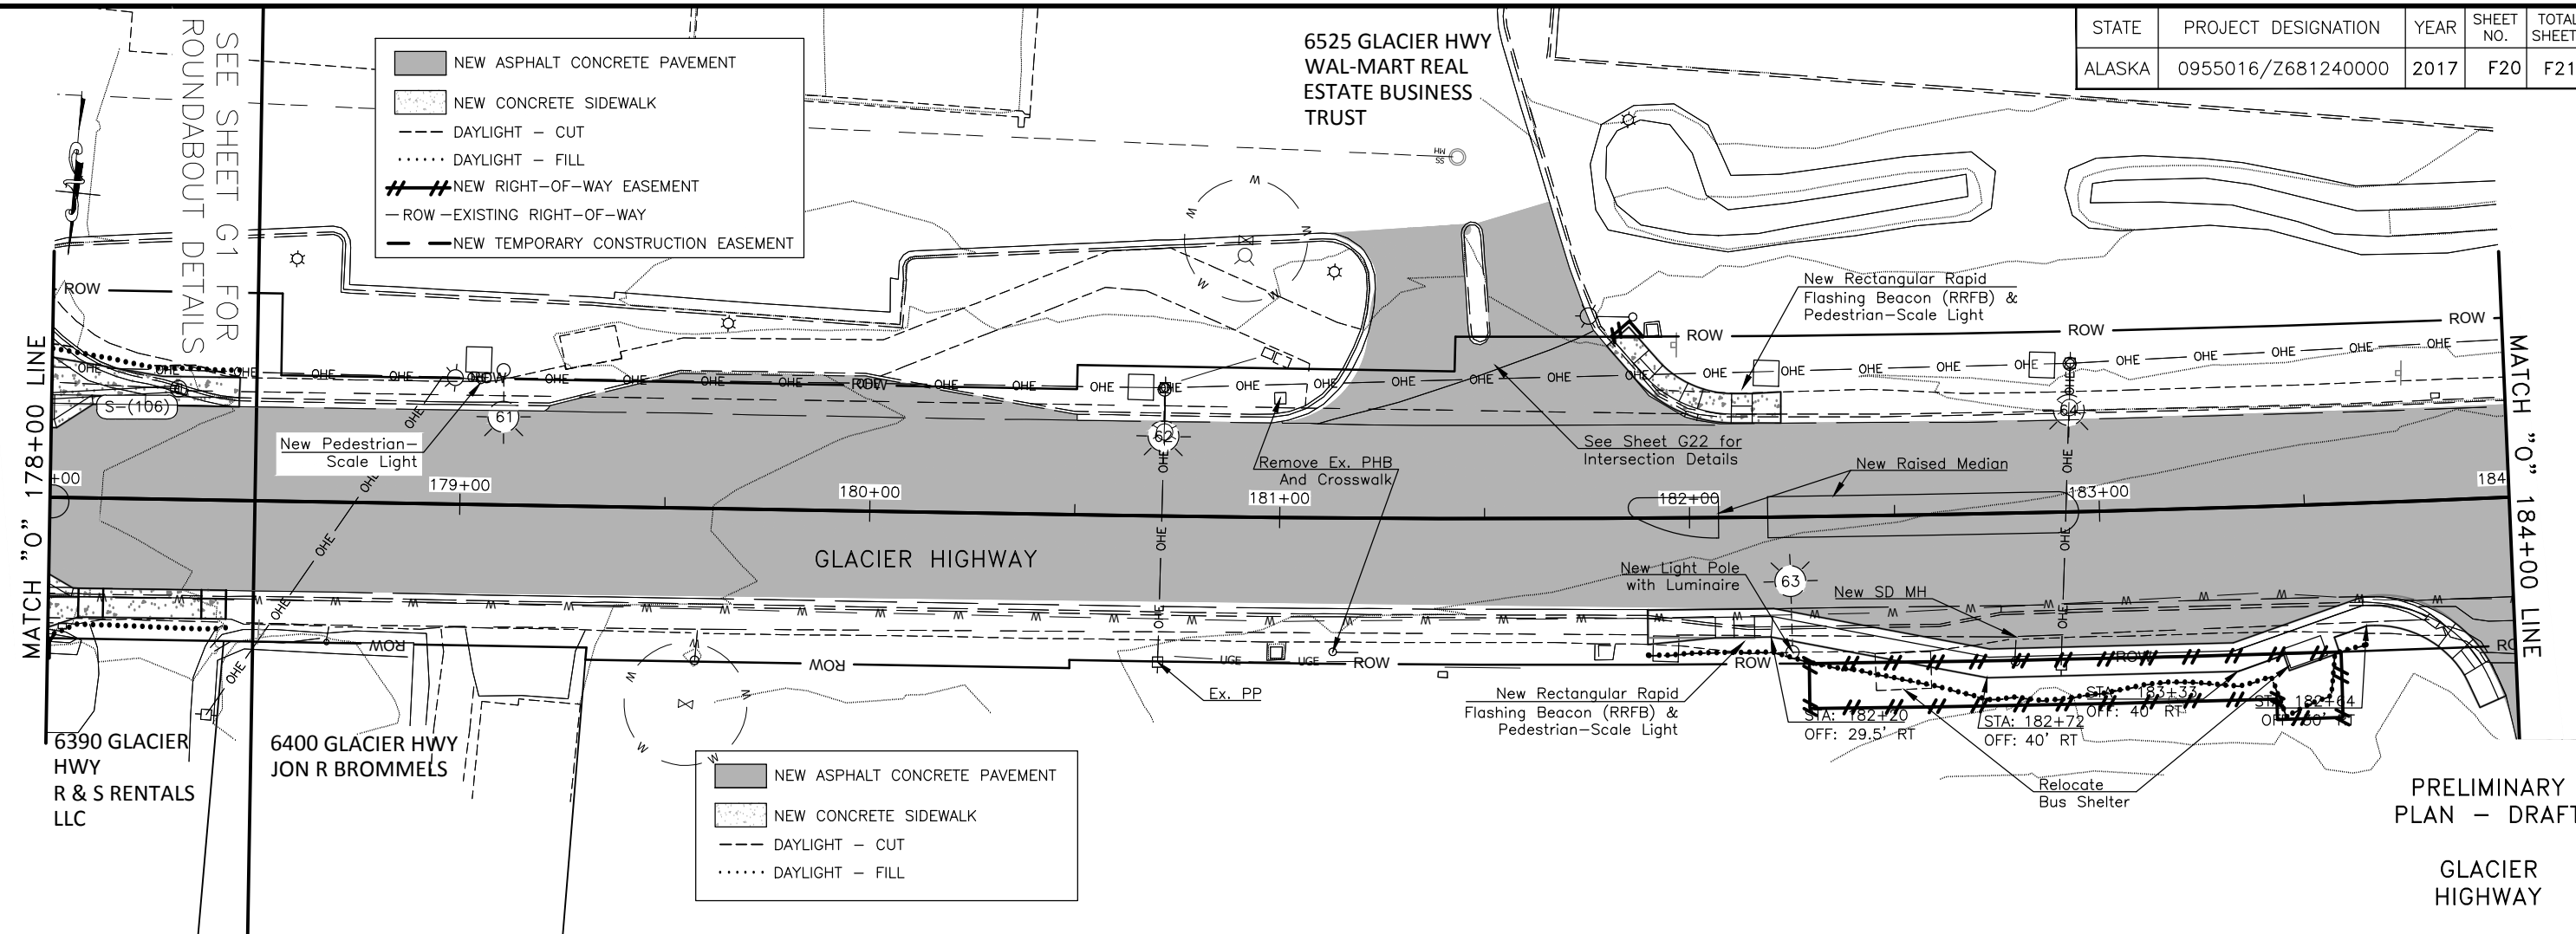 STATE PROJECT DESIGNATION YEAR SHEET NO. TOTAL
ALASKA 0955016/Z681240000 2017 F20 F21
SEE SHEET G1 FOR
ROUNDABOUT DETAILS
NEW ASPHALT CONCRETE PAVEMENT
NEW CONCRETE SIDEWALK
DAYLIGHT – CUT
DAYLIGHT – FILL
NEW RIGHT–OF–WAY EASEMENT
ROW EXISTING RIGHT–OF–WAY
NEW TEMPORARY CONSTRUCTION EASEMENT
6525 GLACIER HWY
WAL-MART REAL
ESTATE BUSINESS
TRUST
SS MH
New Rectangular Rapid
Flashing Beacon (RRFB) &
Pedestrian–Scale Light
MATCH "O" 178+00 LINE
ROW
ROW
ROW
ROW
S–(106)
61
62
64
New Pedestrian–
Scale Light
Remove Ex. PHB
And Crosswalk
See Sheet G22 for
Intersection Details
New Raised Median
+00
179+00
180+00
181+00
182+00
183+00
184
MATCH "O" 184+00 LINE
GLACIER HIGHWAY
New Light Pole
with Luminaire
63
New SD MH
ROW
ROW
UGE UGE ROW
ROW
Ex. PP
New Rectangular Rapid
Flashing Beacon (RRFB) &
Pedestrian–Scale Light
STA: 182+20
OFF: 29.5' RT
STA: 182+72
OFF: 40' RT
183+33
OFF: 40' RT
Relocate
Bus Shelter
6390 GLACIER
HWY
R & S RENTALS
LLC
6400 GLACIER HWY
JON R BROMMELS
NEW ASPHALT CONCRETE PAVEMENT
NEW CONCRETE SIDEWALK
DAYLIGHT – CUT
DAYLIGHT – FILL
PRELIMINARY
PLAN – DRAFT
GLACIER
HIGHWAY